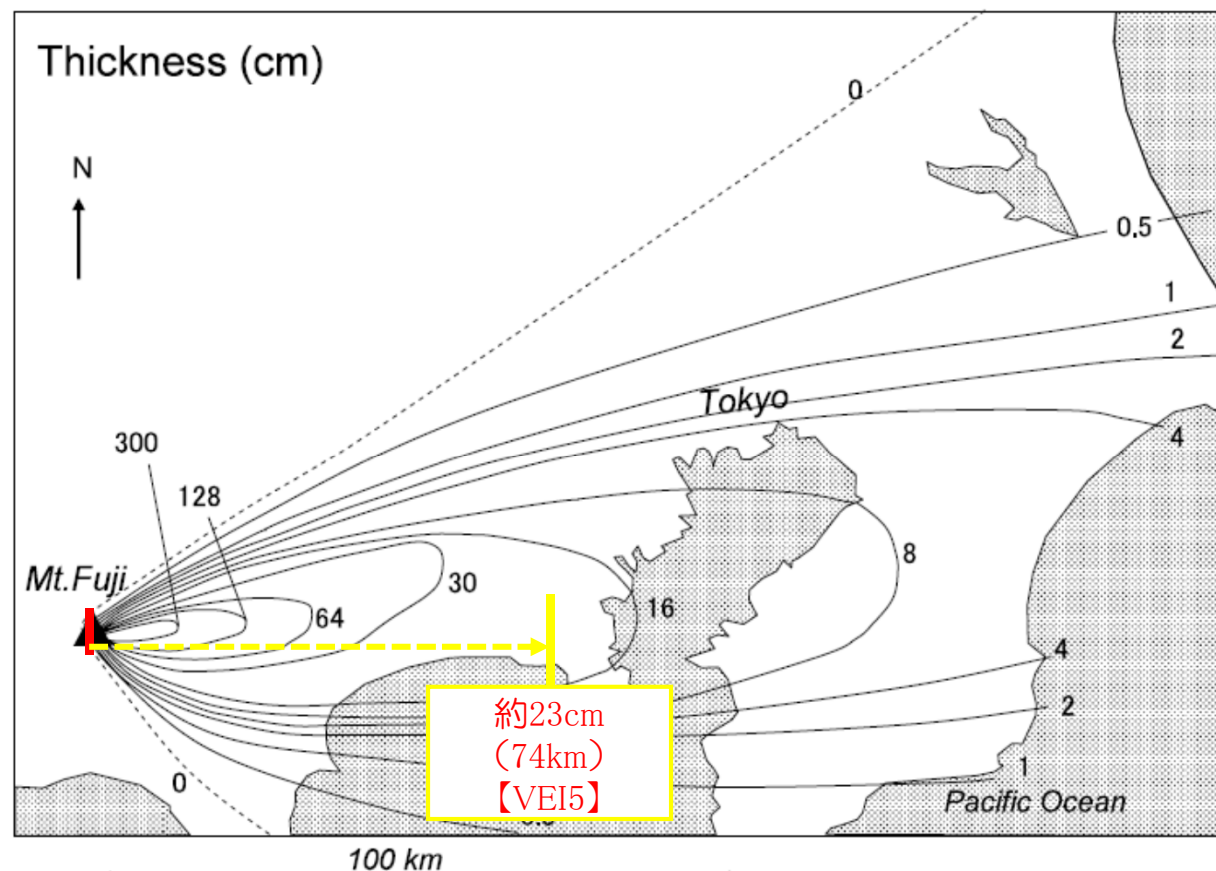 Thickness (cm)
0
N
0.5
1
2
Tokyo
300
4
128
8
Mt.Fuji
30
64
16
4
約23cm
2
(74km)
【VEI5】
0
1
Pacific Ocean
100 km